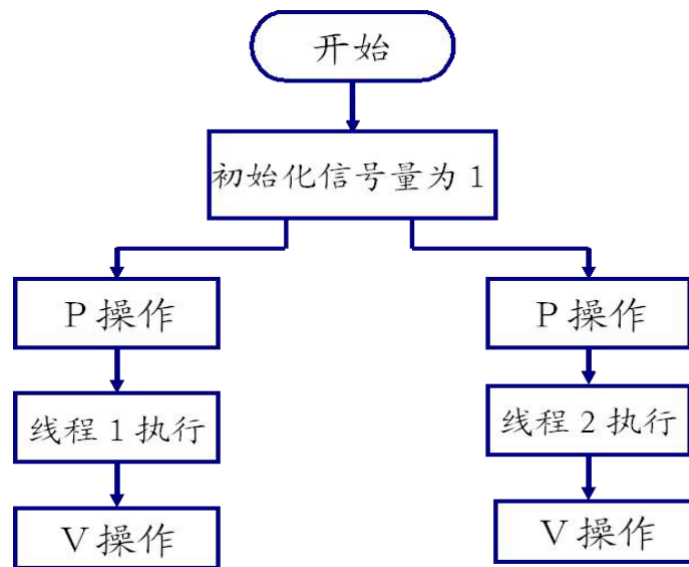 开始
初始化信号量为 1
P 操作
P 操作
线程 1 执行
线程 2 执行
V 操作
V 操作